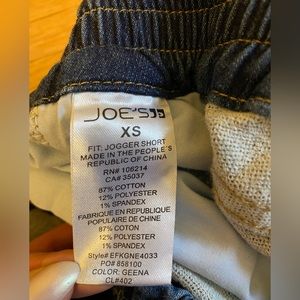 JOE'S
XS
FIT: JOGGER SHORT
MADE IN THE PEOPLE'S
REPUBLIC OF CHINA
RN# 106214
CA# 35037
87% COTTON
12% POLYESTER
1% SPANDEX
FABRIQUE EN REPUBLIQUE
POPULAIRE DE CHINE
87% COTTON
12% POLYESTER
1% SPANDEX
Style# EFKGNE4033
PO# 858100
COLOR: GEENA
CL#402